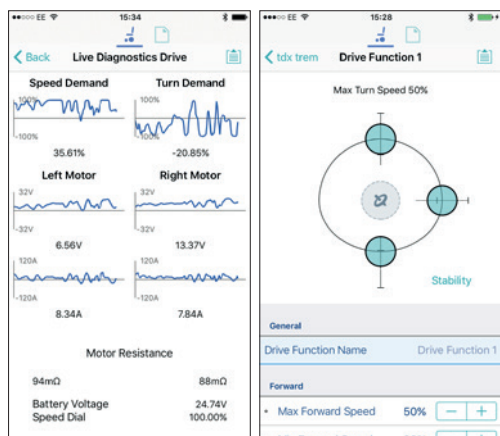 EE 15:34
Back Live Diagnostics Drive
Speed Demand Turn Demand
100% 100%
-100% -100%
35.61% -20.85%
Left Motor Right Motor
32V 32V
-32V -32V
6.56V 13.37V
120A 120A
-120A -120A
8.34A 7.84A
Motor Resistance
94mΩ 88mΩ
Battery Voltage 24.74V
Speed Dial 100.00%
EE 15:28
tdx trem Drive Function 1
Max Turn Speed 50%
Stability
General
Drive Function Name Drive Function 1
Forward
Max Forward Speed 50% − +